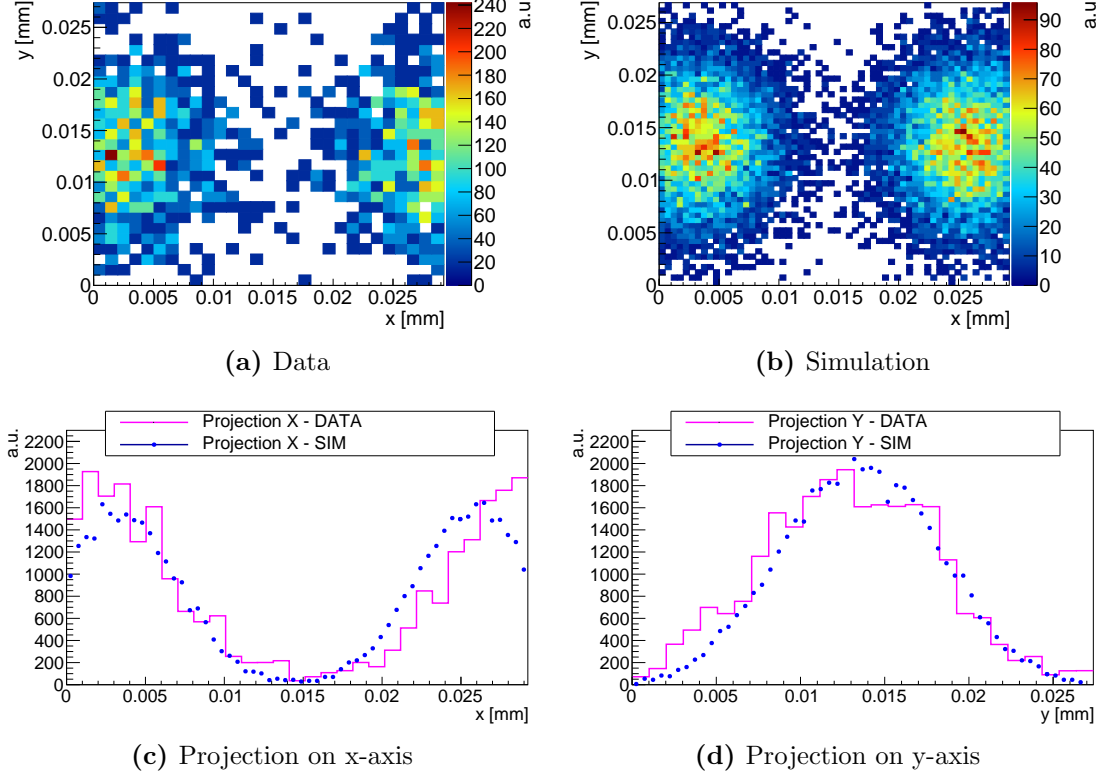 y [mm]
0.025
0.02
0.015
0.01
0.005
0
0 0.005 0.01 0.015 0.02 0.025
x [mm]
a.u.
240
220
200
180
160
140
120
100
80
60
40
20
0
(a) Data
y [mm]
0.025
0.02
0.015
0.01
0.005
0
0 0.005 0.01 0.015 0.02 0.025
x [mm]
a.u.
90
80
70
60
50
40
30
20
10
0
(b) Simulation
Projection X - DATA
Projection X - SIM
a.u.
2200
2000
1800
1600
1400
1200
1000
800
600
400
200
0
0 0.005 0.01 0.015 0.02 0.025
x [mm]
(c) Projection on x-axis
Projection Y - DATA
Projection Y - SIM
a.u.
2200
2000
1800
1600
1400
1200
1000
800
600
400
200
0
0 0.005 0.01 0.015 0.02 0.025
y [mm]
(d) Projection on y-axis